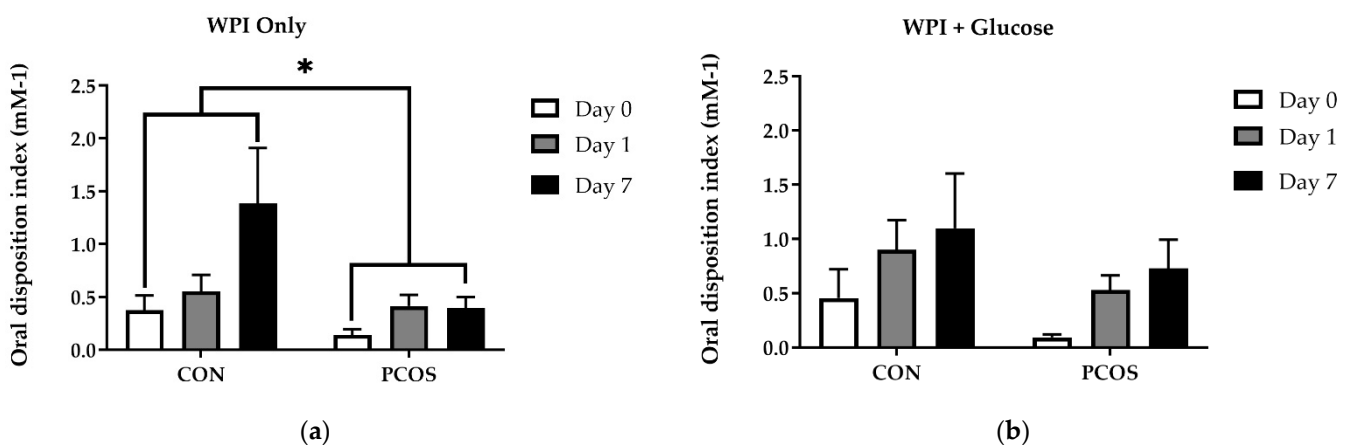 WPI Only
*
Oral disposition index (mM-1)
2.5
2.0
1.5
1.0
0.5
0.0
CON
PCOS
Day 0
Day 1
Day 7
(a)
WPI + Glucose
Oral disposition index (mM-1)
2.5
2.0
1.5
1.0
0.5
0.0
CON
PCOS
Day 0
Day 1
Day 7
(b)